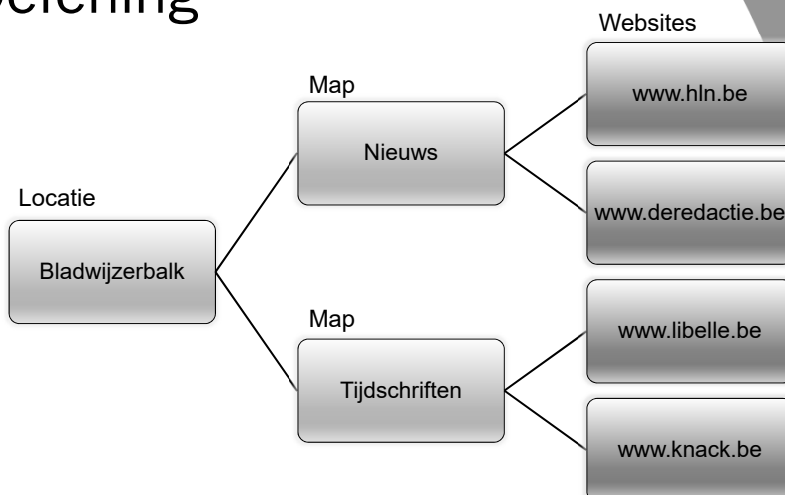 Oefening
Websites
www.hln.be
Map
Nieuws
www.deredactie.be
Locatie
Bladwijzerbalk
Map
Tijdschriften
www.libelle.be
www.knack.be